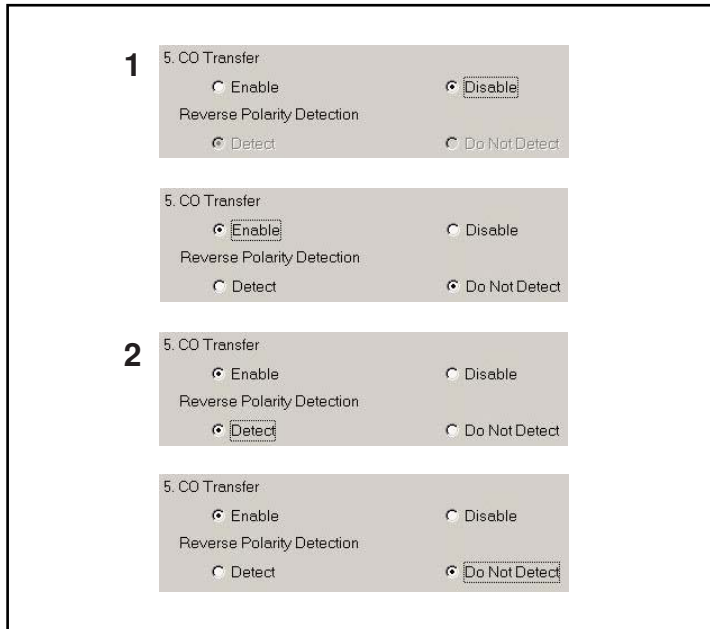 1
5. CO Transfer
Enable Disable
Reverse Polarity Detection
Detect Do Not Detect
5. CO Transfer
Enable Disable
Reverse Polarity Detection
Detect Do Not Detect
2
5. CO Transfer
Enable Disable
Reverse Polarity Detection
Detect Do Not Detect
5. CO Transfer
Enable Disable
Reverse Polarity Detection
Detect Do Not Detect